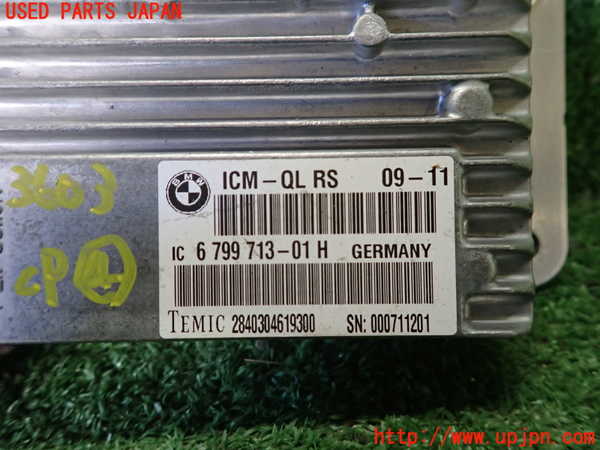 USED PARTS JAPAN
BMW
ICM-QL RS 09-11
IC 6 799 713-01 H GERMANY
TEMIC 2840304619300 SN: 000711201
3603
CP A
http://www.upjpn.com/